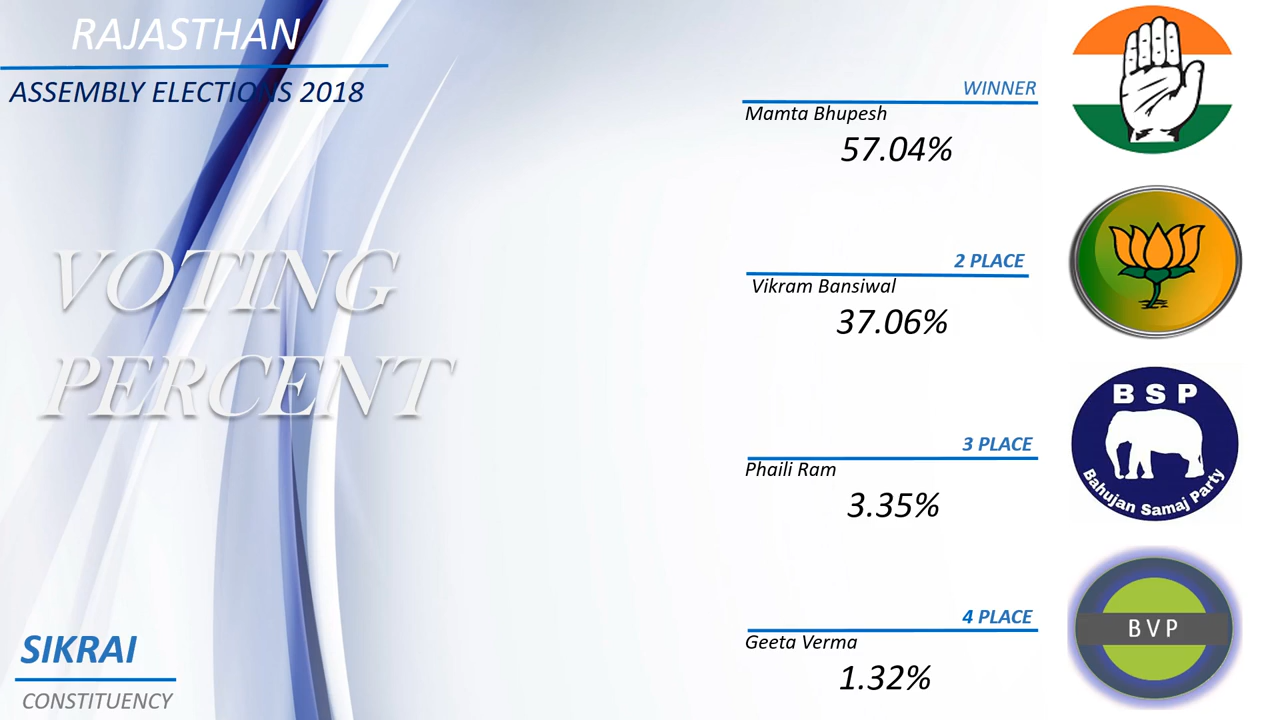 RAJASTHAN
ASSEMBLY ELECTIONS 2018
VOTING
PERCENT
SIKRAI
CONSTITUENCY
WINNER
Mamta Bhupesh
57.04%
2 PLACE
Vikram Bansiwal
37.06%
3 PLACE
Phaili Ram
3.35%
BSP
Bahujan Samaj Party
4 PLACE
Geeta Verma
1.32%
BVP